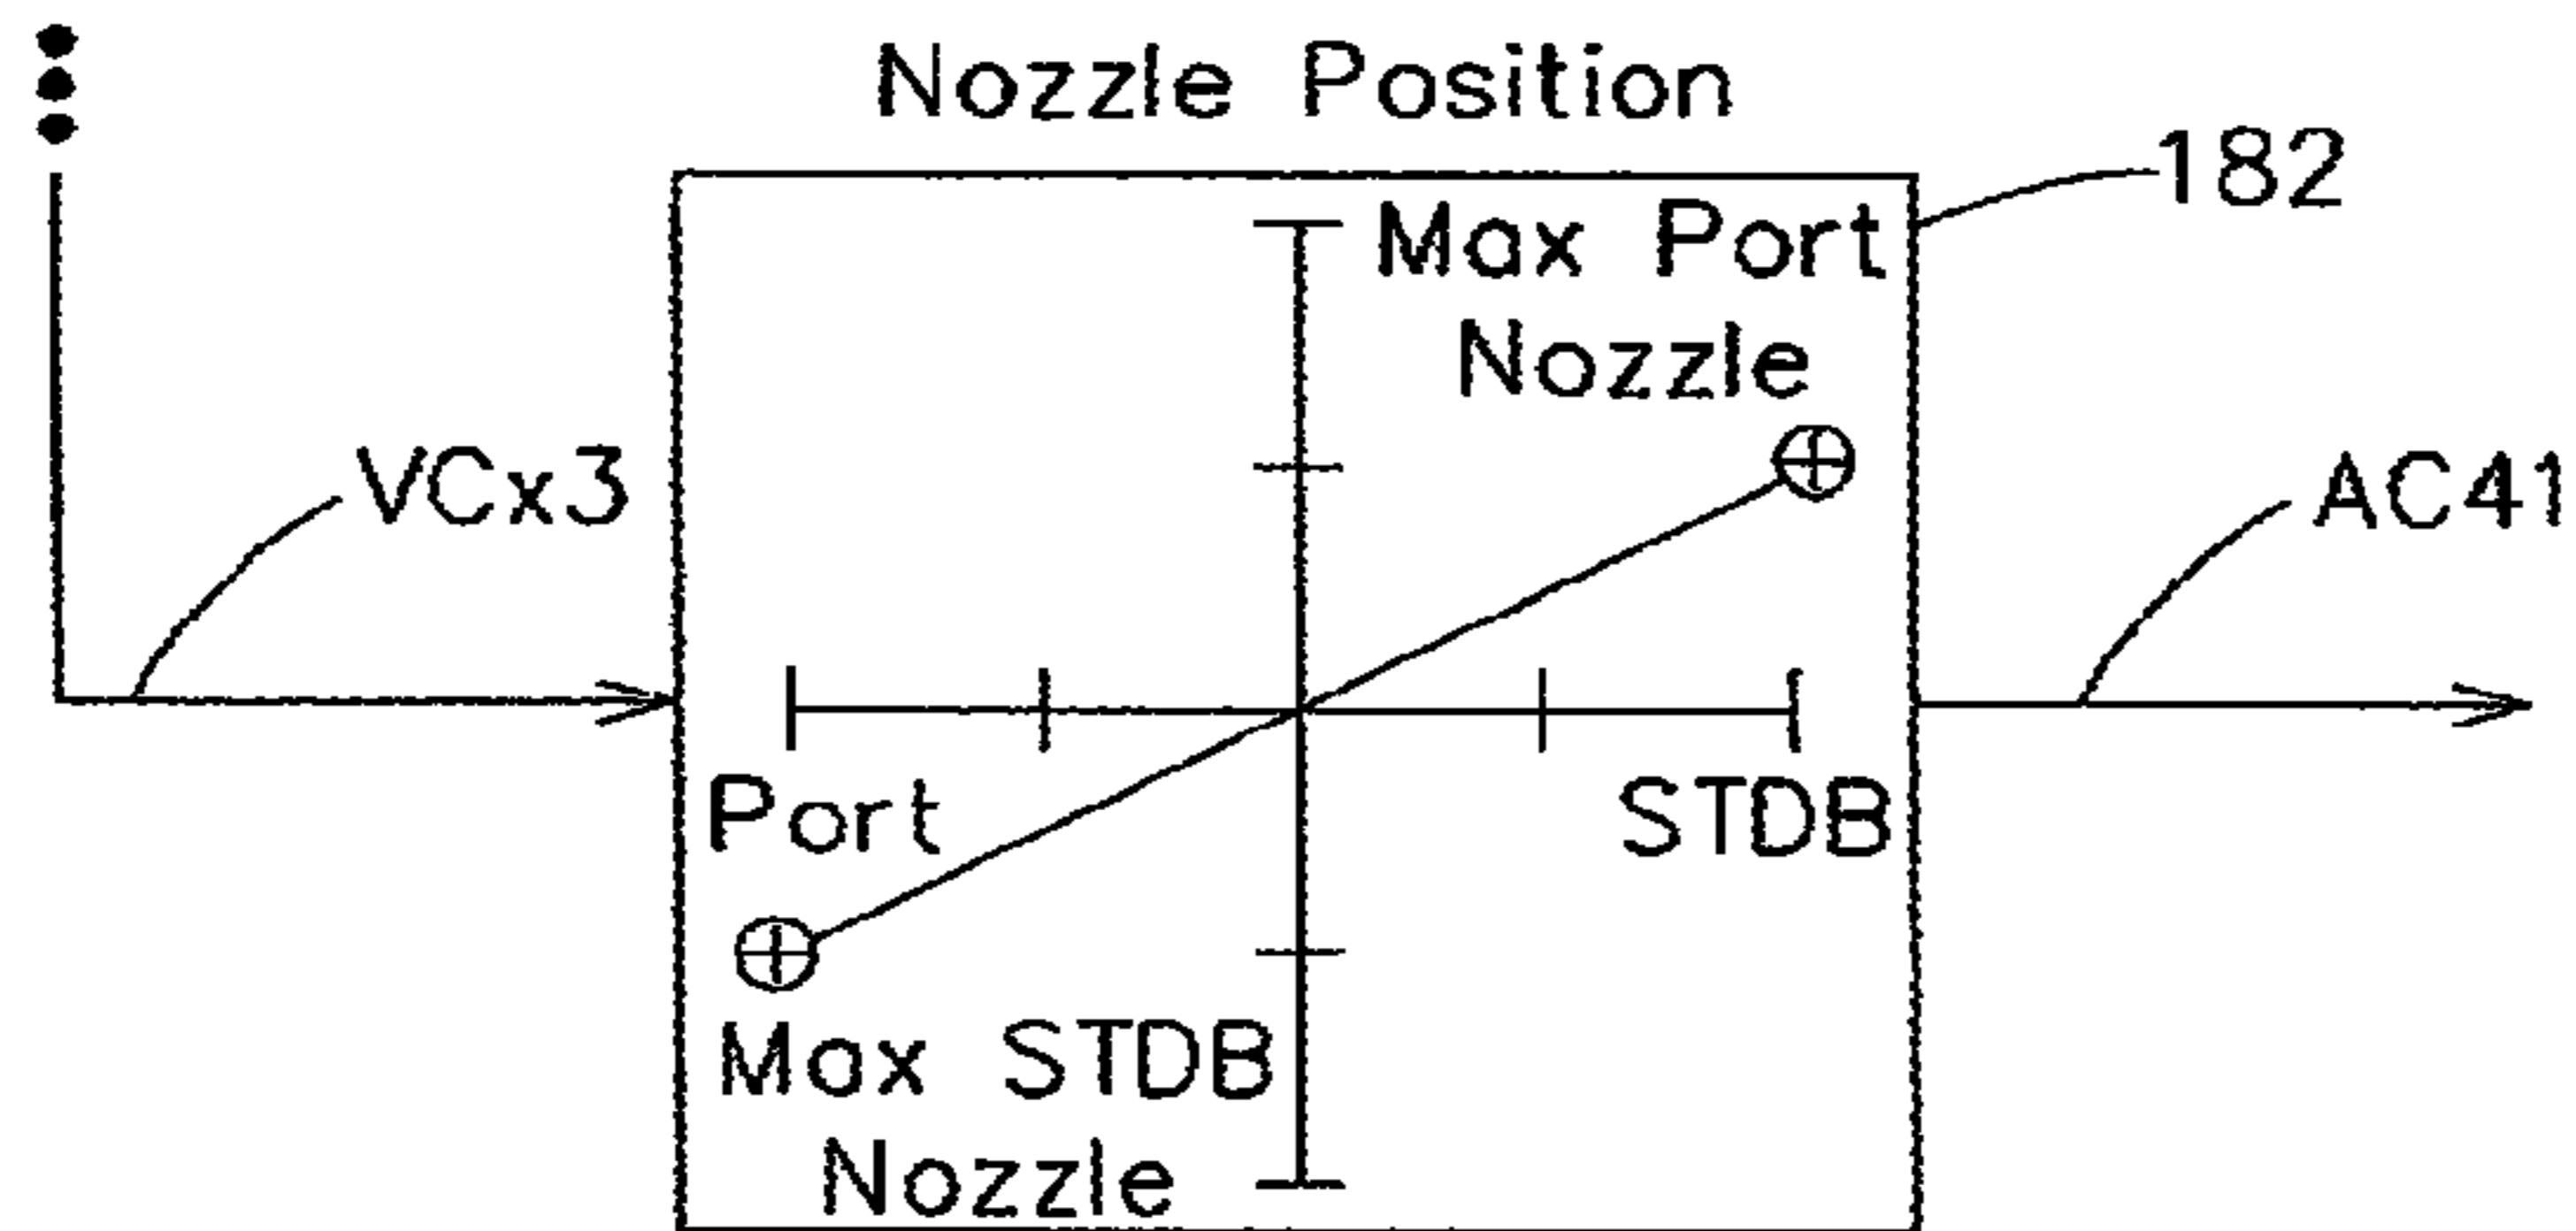 Nozzle Position
182
Max Port
Nozzle
VCx3
AC41
Port
STDB
Max STDB
Nozzle